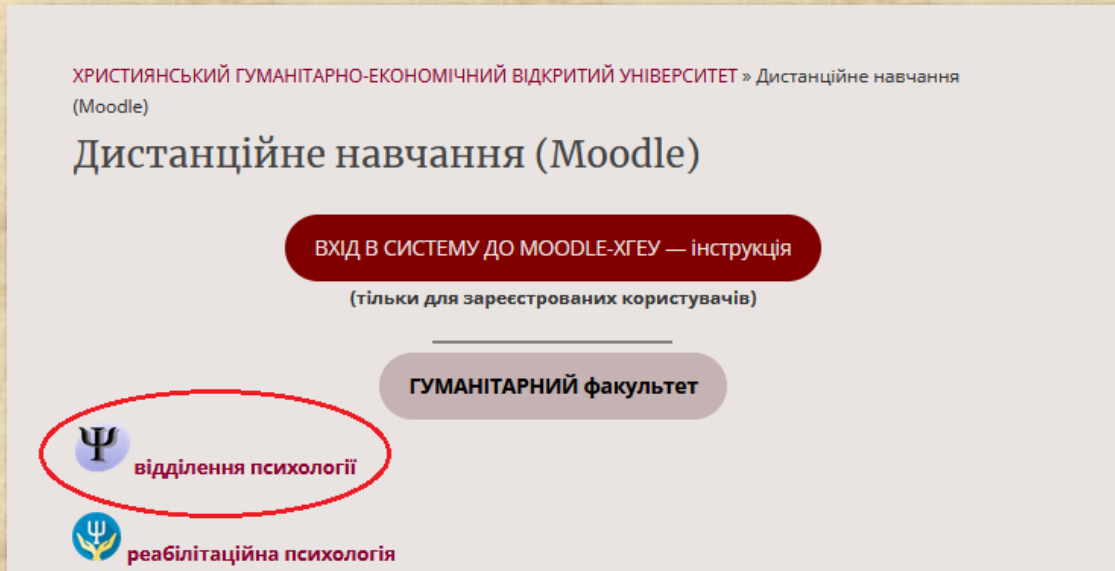 ХРИСТИЯНСЬКИЙ ГУМАНІТАРНО-ЕКОНОМІЧНИЙ ВІДКРИТИЙ УНІВЕРСИТЕТ » Дистанційне навчання
(Moodle)
Дистанційне навчання (Moodle)
ВХІД В СИСТЕМУ ДО MOODLE-ХГЕУ — інструкція
(тільки для зареєстрованих користувачів)
ГУМАНІТАРНИЙ факультет
Ψ відділення психології
Ψ реабілітаційна психологія